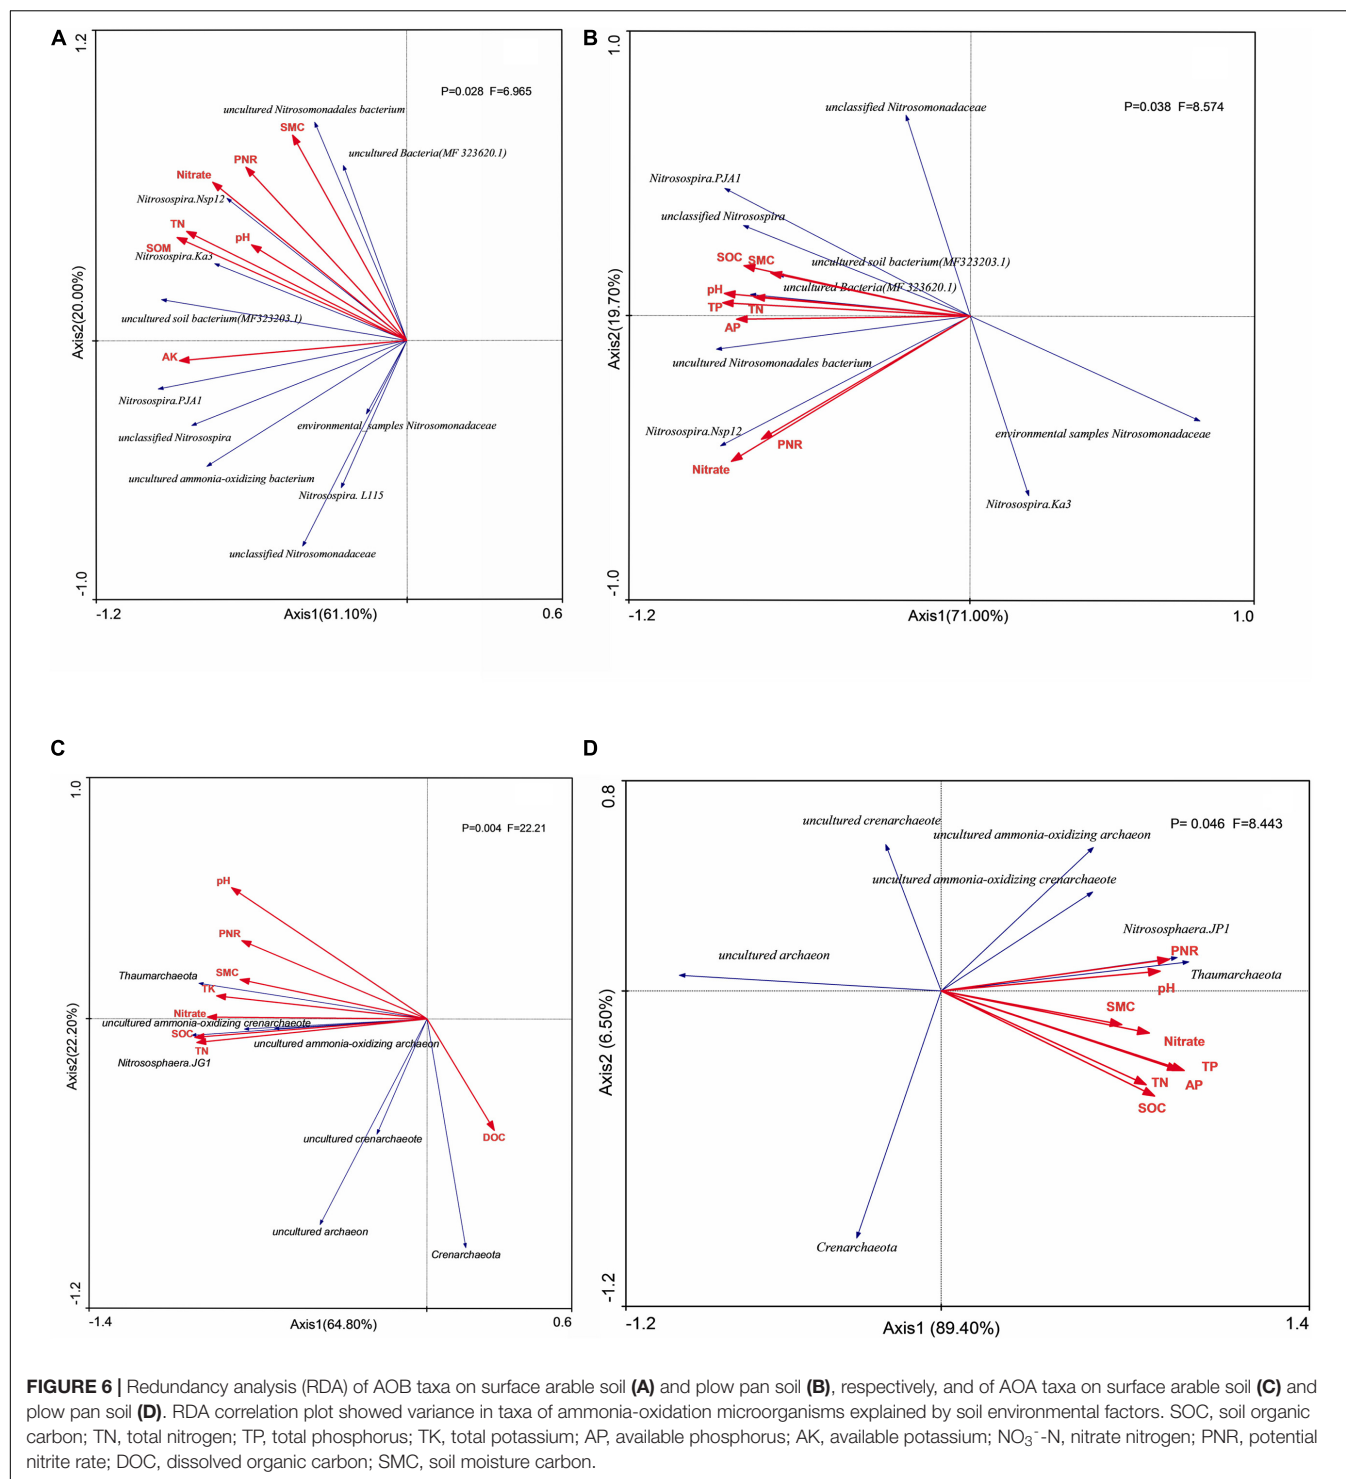 A
1.2
P=0.028 F=6.965
uncultured Nitrosomonadales bacterium
SMC
uncultured Bacteria(MF 323620.1)
PNR
Nitrate
Nitrosospira.Nsp12
TN
SOM
pH
Nitrosospira.Ka3
uncultured soil bacterium(MF323203.1)
AK
Nitrosospira.PJA1
unclassified Nitrosospira
environmental_samples Nitrosomonadaceae
uncultured ammonia-oxidizing bacterium
Nitrosospira. L115
unclassified Nitrosomonadaceae
Axis2(20.00%)
-1.0
-1.2
Axis1(61.10%)
0.6
B
1.0
P=0.038 F=8.574
unclassified Nitrosomonadaceae
Nitrosospira.PJA1
unclassified Nitrosospira
SOC
SMC
uncultured soil bacterium(MF323203.1)
pH
uncultured Bacteria(MF 323620.1)
TP
TN
AP
uncultured Nitrosomonadales bacterium
Nitrosospira.Nsp12
PNR
Nitrate
environmental samples Nitrosomonadaceae
Nitrosospira.Ka3
Axis2(19.70%)
-1.0
-1.2
Axis1(71.00%)
1.0
C
1.0
P=0.004 F=22.21
pH
PNR
SMC
Thaumarchaeota
TK
Nitrate
uncultured ammonia-oxidizing crenarchaeote
SOC
uncultured ammonia-oxidizing archaeon
TN
Nitrososphaera.JG1
DOC
uncultured crenarchaeote
uncultured archaeon
Crenarchaeota
Axis2(22.20%)
-1.2
-1.4
Axis1(64.80%)
0.6
D
0.8
P= 0.046 F=8.443
uncultured crenarchaeote
uncultured ammonia-oxidizing archaeon
uncultured ammonia-oxidizing crenarchaeote
Nitrososphaera.JP1
uncultured archaeon
PNR
Thaumarchaeota
pH
SMC
Nitrate
TP
TN
AP
SOC
Crenarchaeota
Axis2 (6.50%)
-1.2
-1.2
Axis1 (89.40%)
1.4
FIGURE 6 | Redundancy analysis (RDA) of AOB taxa on surface arable soil (A) and plow pan soil (B), respectively, and of AOA taxa on surface arable soil (C) and
plow pan soil (D). RDA correlation plot showed variance in taxa of ammonia-oxidation microorganisms explained by soil environmental factors. SOC, soil organic
carbon; TN, total nitrogen; TP, total phosphorus; TK, total potassium; AP, available phosphorus; AK, available potassium; NO₃⁻-N, nitrate nitrogen; PNR, potential
nitrite rate; DOC, dissolved organic carbon; SMC, soil moisture carbon.